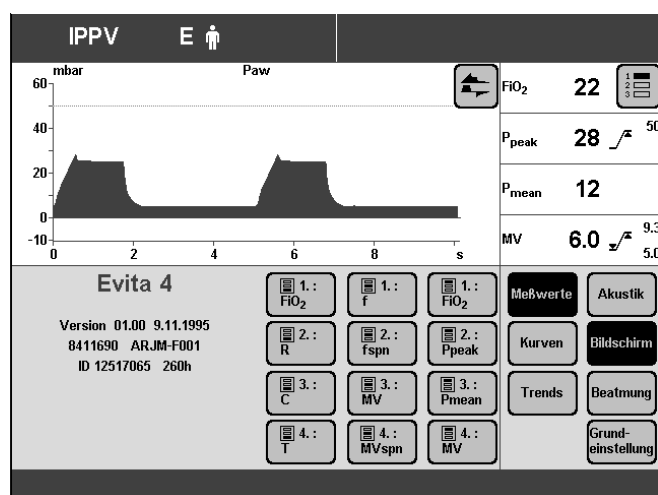 IPPV E
mbar Paw
60
40
20
0
-10
0 2 4 6 8 s
FiO2 22
1
2
3
Ppeak 28 50
Pmean 12
MV 6.0 9.3
5.0
Evita 4
Version 01.00 9.11.1995
8411690 ARJM-F001
ID 12517065 260h
1. :
FiO2
1. :
f
1. :
FiO2
2. :
R
2. :
fspn
2. :
Ppeak
3. :
C
3. :
MV
3. :
Pmean
4. :
T
4. :
MVspn
4. :
MV
Meßwerte
Akustik
Kurven
Bildschirm
Trends
Beatmung
Grund-
einstellung